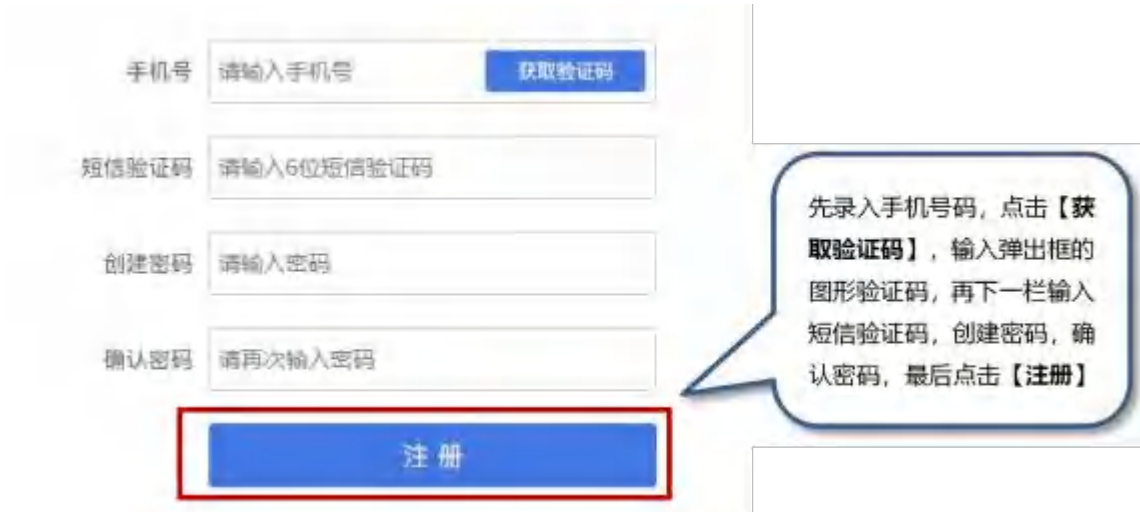 手机号 请输入手机号 获取验证码
短信验证码 请输入6位短信验证码
创建密码 请输入密码
确认密码 请再次输入密码
注册
先录入手机号码，点击【获
取验证码】，输入弹出框的
图形验证码，再下一栏输入
短信验证码，创建密码，确
认密码，最后点击【注册】